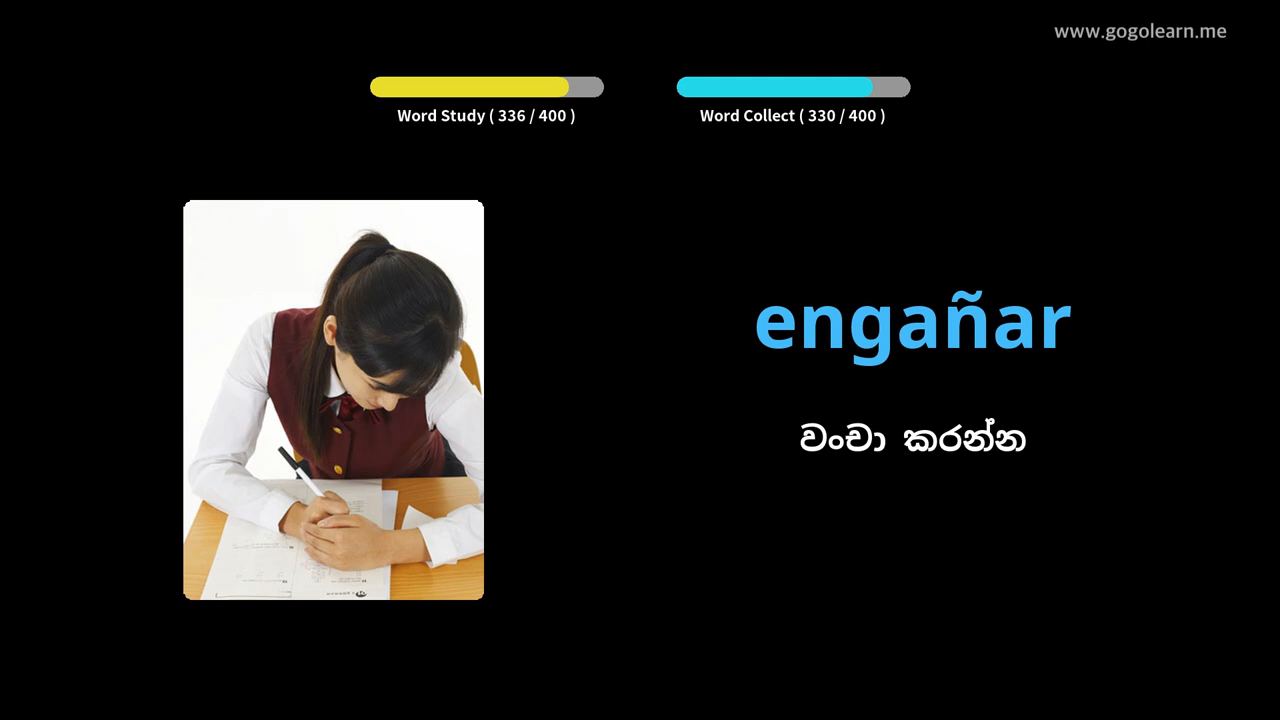 www.gogolearn.me
Word Study ( 336 / 400 )
Word Collect ( 330 / 400 )
engañar
වංචා කරන්න